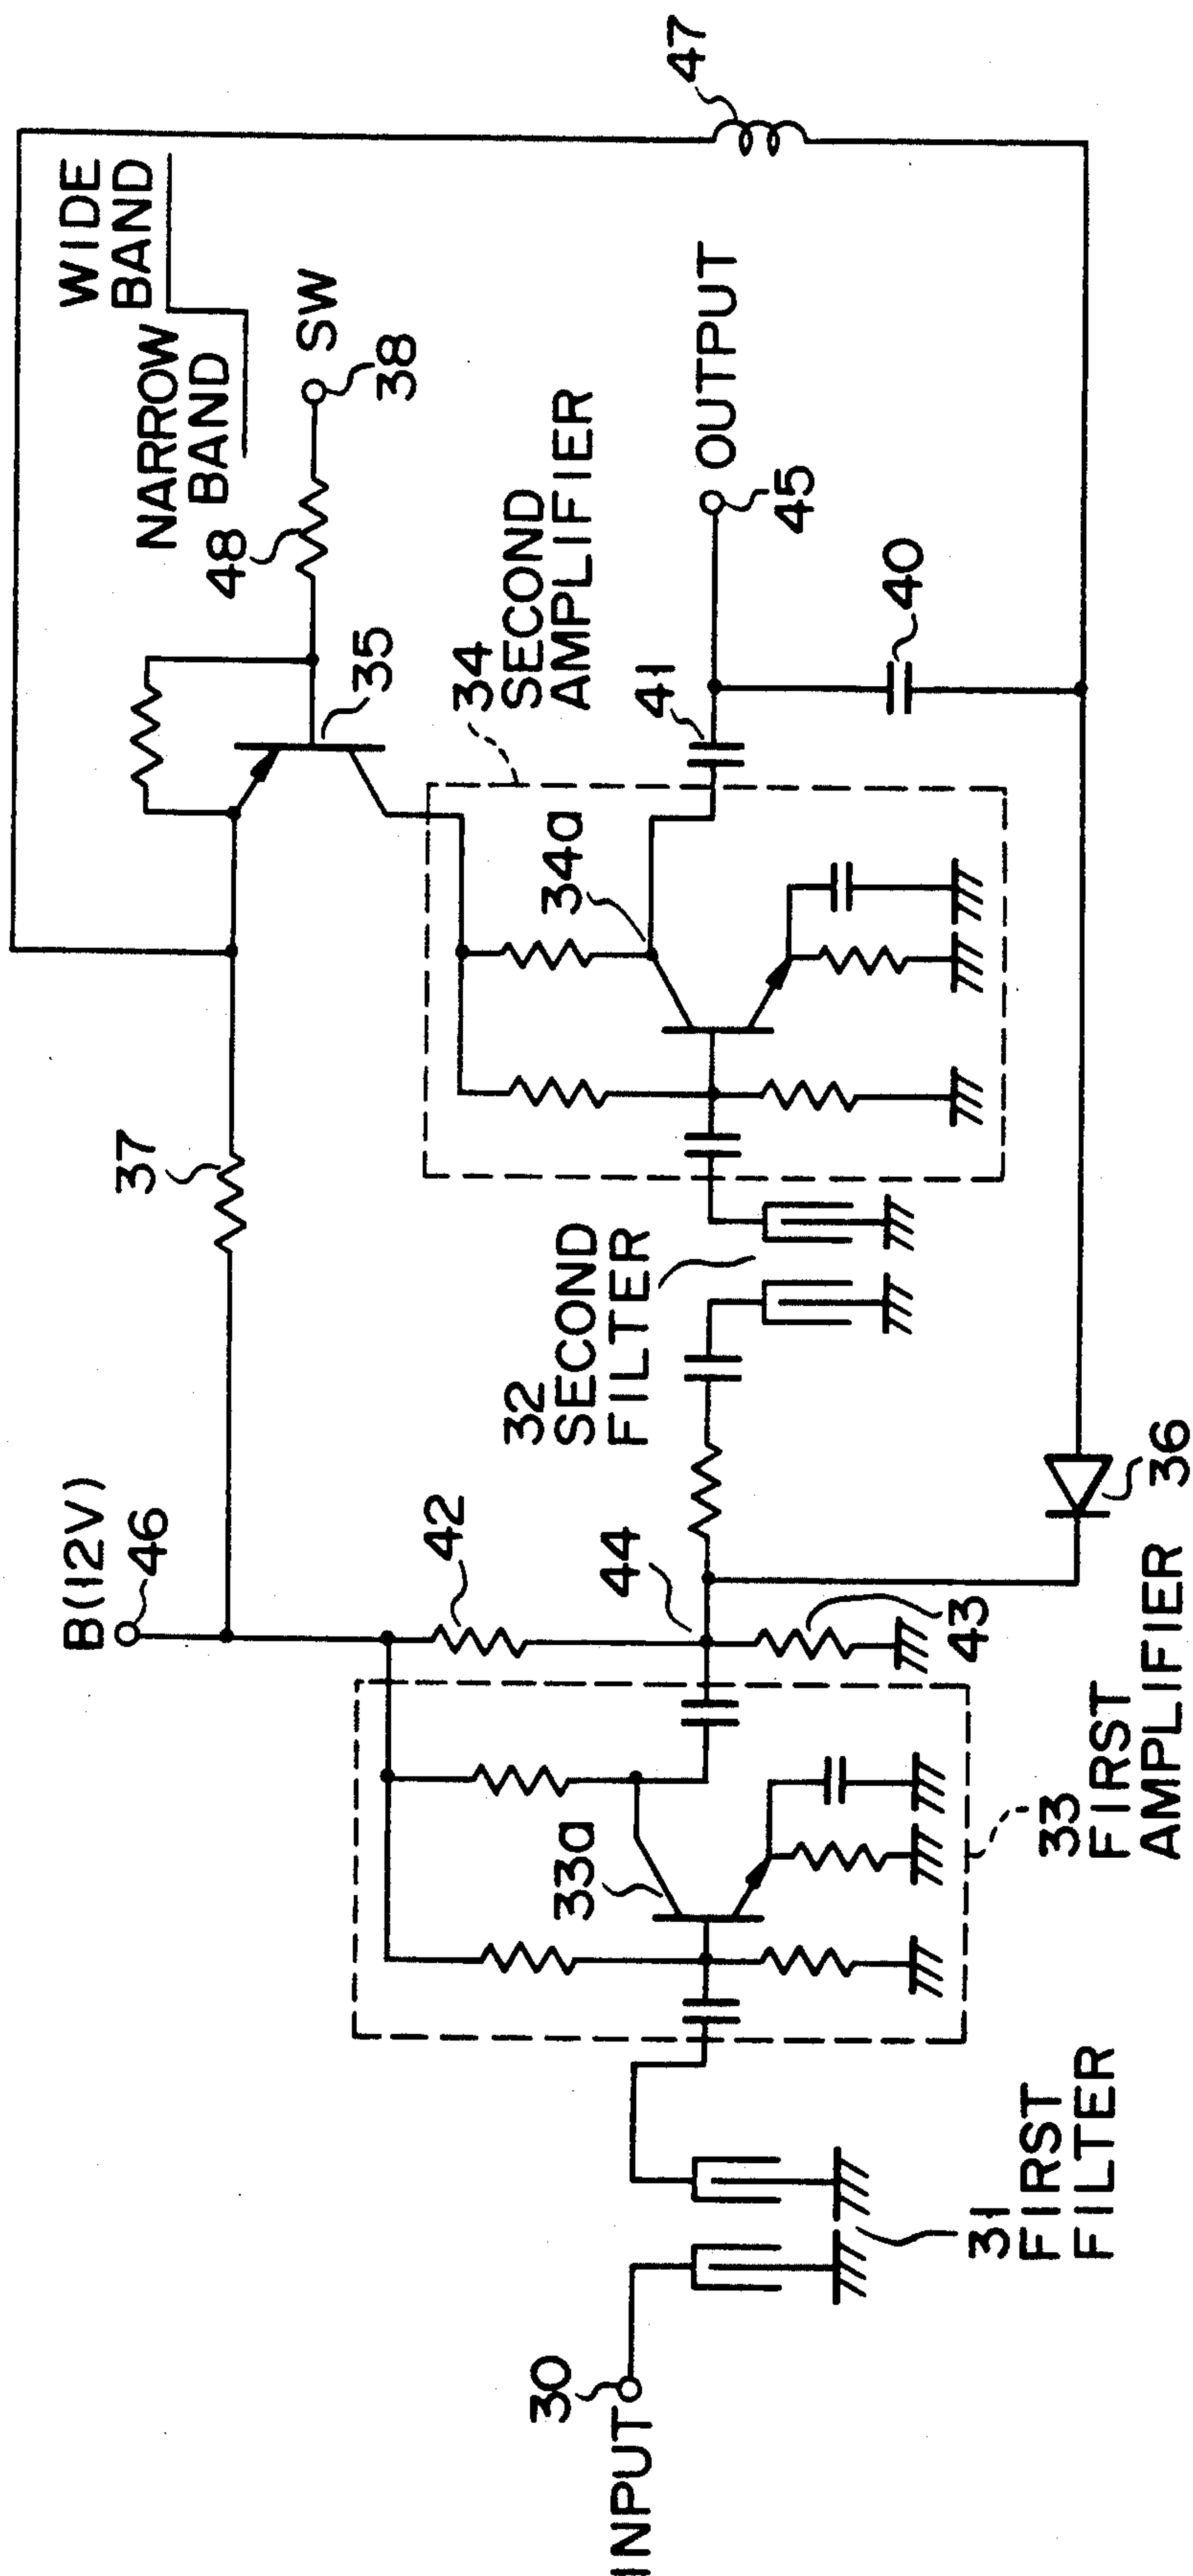 B(12V)
46
37
NARROW
BAND
WIDE
BAND
48
SW
38
35
47
34
SECOND
AMPLIFIER
34a
41
OUTPUT
45
40
42
44
43
32
SECOND
FILTER
36
33a
33
FIRST
AMPLIFIER
30
INPUT
31
FIRST
FILTER